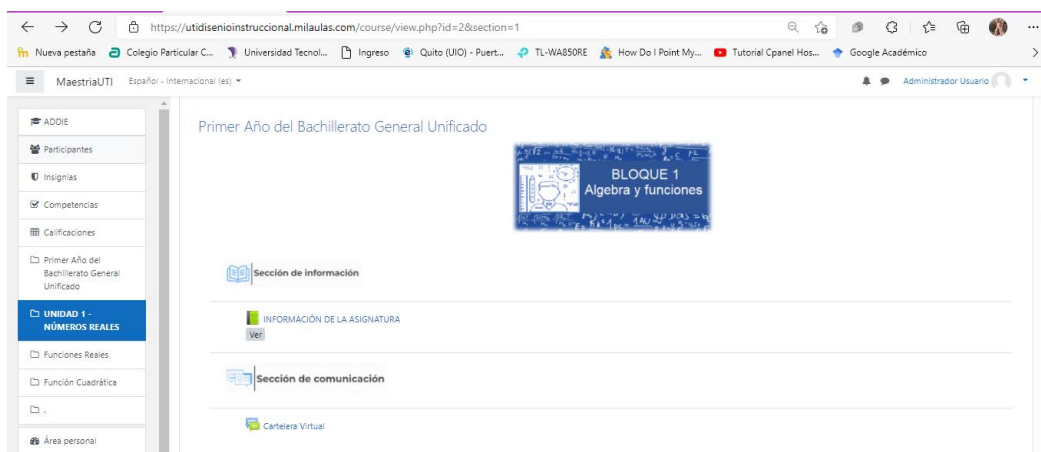 https://utidisenioinstruccional.milaulas.com/course/view.php?id=2&section=1
Nueva pestaña Colegio Particular C... Universidad Tecnol... Ingreso Quito (UIO) - Puert... TL-WA850RE How Do I Point My... Tutorial Cpanel Hos... Google Académico
MaestriaUTI Español - Internacional (es) Administrador Usuario
ADDIE
Participantes
Insignias
Competencias
Calificaciones
Primer Año del
Bachillerato General
Unificado
UNIDAD 1 -
NÚMEROS REALES
Funciones Reales
Función Cuadrática
.
Área personal
Primer Año del Bachillerato General Unificado
BLOQUE 1
Algebra y funciones
Sección de información
INFORMACIÓN DE LA ASIGNATURA
Ver
Sección de comunicación
Cartelera Virtual